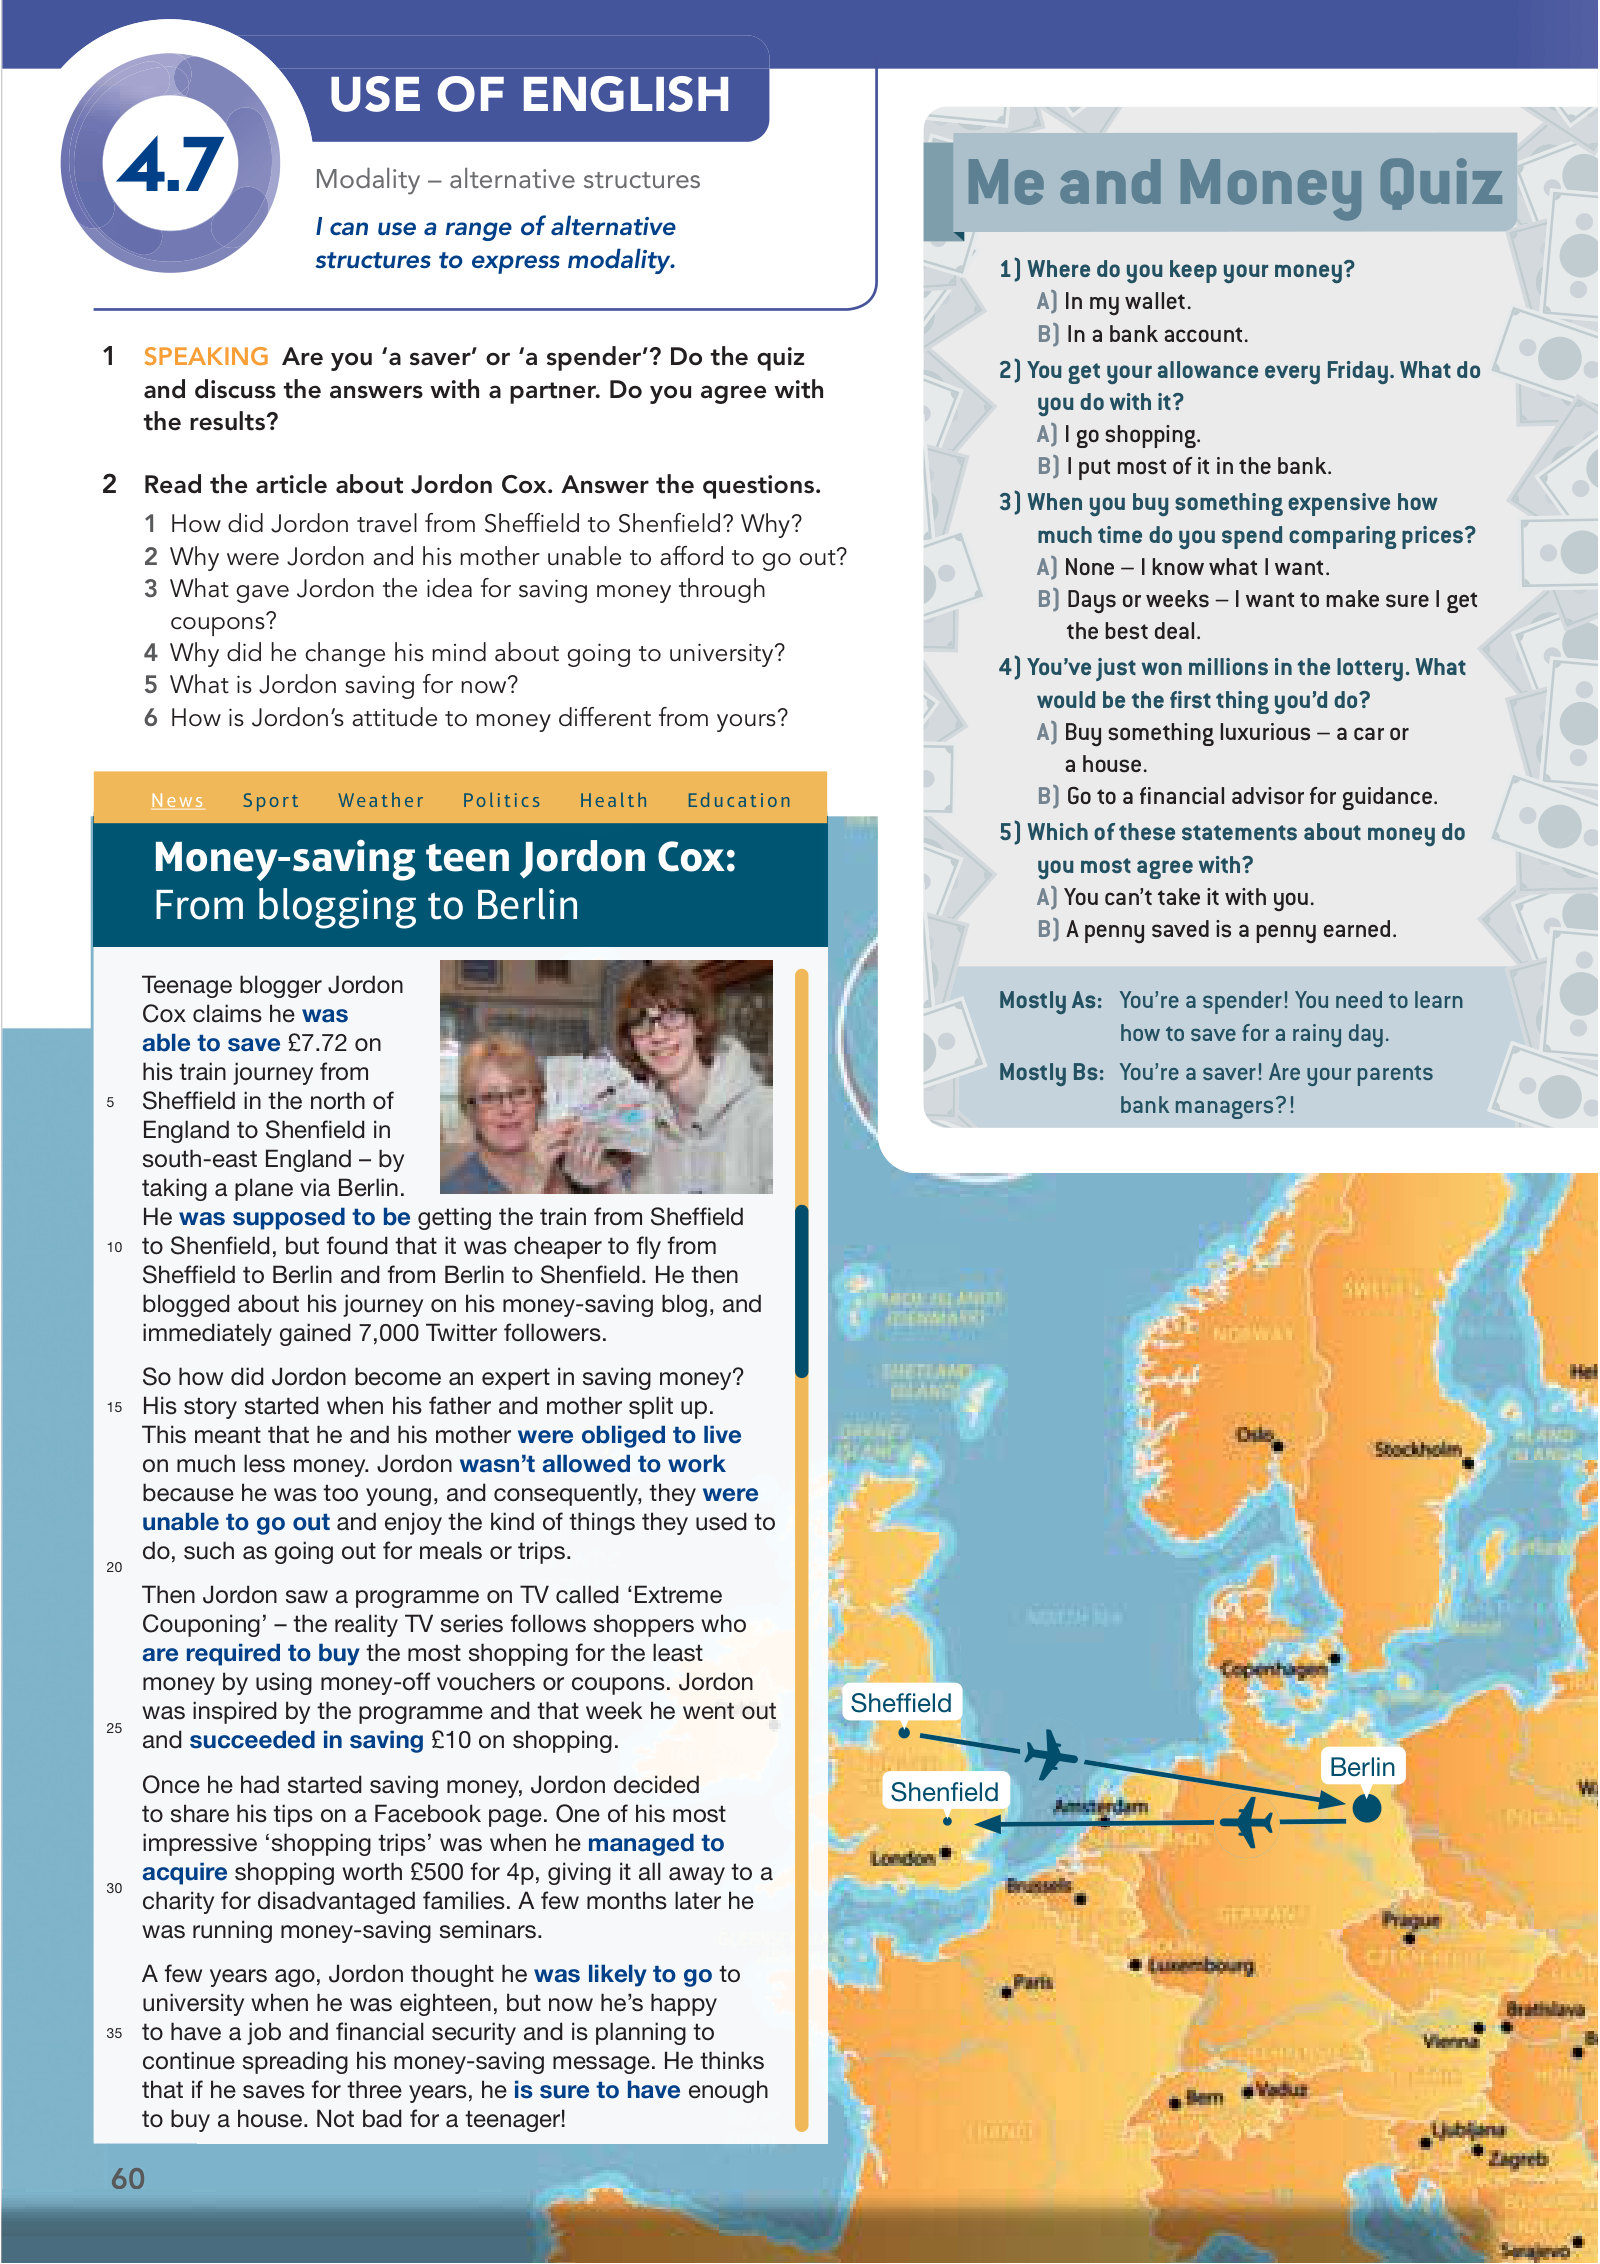 USE OF ENGLISH
4.7
Modality – alternative structures
I can use a range of alternative
structures to express modality.
1 SPEAKING Are you ‘a saver’ or ‘a spender’? Do the quiz
and discuss the answers with a partner. Do you agree with
the results?
2 Read the article about Jordon Cox. Answer the questions.
1 How did Jordon travel from Sheffield to Shenfield? Why?
2 Why were Jordon and his mother unable to afford to go out?
3 What gave Jordon the idea for saving money through
coupons?
4 Why did he change his mind about going to university?
5 What is Jordon saving for now?
6 How is Jordon’s attitude to money different from yours?
News Sport Weather Politics Health Education
Money-saving teen Jordon Cox:
From blogging to Berlin
Teenage blogger Jordon
Cox claims he was
able to save £7.72 on
his train journey from
5 Sheffield in the north of
England to Shenfield in
south-east England – by
taking a plane via Berlin.
He was supposed to be getting the train from Sheffield
10 to Shenfield, but found that it was cheaper to fly from
Sheffield to Berlin and from Berlin to Shenfield. He then
blogged about his journey on his money-saving blog, and
immediately gained 7,000 Twitter followers.
So how did Jordon become an expert in saving money?
15 His story started when his father and mother split up.
This meant that he and his mother were obliged to live
on much less money. Jordon wasn’t allowed to work
because he was too young, and consequently, they were
unable to go out and enjoy the kind of things they used to
20 do, such as going out for meals or trips.
Then Jordon saw a programme on TV called ‘Extreme
Couponing’ – the reality TV series follows shoppers who
are required to buy the most shopping for the least
money by using money-off vouchers or coupons. Jordon
was inspired by the programme and that week he went out
25 and succeeded in saving £10 on shopping.
Once he had started saving money, Jordon decided
to share his tips on a Facebook page. One of his most
impressive ‘shopping trips’ was when he managed to
acquire shopping worth £500 for 4p, giving it all away to a
30 charity for disadvantaged families. A few months later he
was running money-saving seminars.
A few years ago, Jordon thought he was likely to go to
university when he was eighteen, but now he’s happy
35 to have a job and financial security and is planning to
continue spreading his money-saving message. He thinks
that if he saves for three years, he is sure to have enough
to buy a house. Not bad for a teenager!
60
Me and Money Quiz
1) Where do you keep your money?
A) In my wallet.
B) In a bank account.
2) You get your allowance every Friday. What do
you do with it?
A) I go shopping.
B) I put most of it in the bank.
3) When you buy something expensive how
much time do you spend comparing prices?
A) None – I know what I want.
B) Days or weeks – I want to make sure I get
the best deal.
4) You’ve just won millions in the lottery. What
would be the first thing you’d do?
A) Buy something luxurious – a car or
a house.
B) Go to a financial advisor for guidance.
5) Which of these statements about money do
you most agree with?
A) You can’t take it with you.
B) A penny saved is a penny earned.
Mostly As: You’re a spender! You need to learn
how to save for a rainy day.
Mostly Bs: You’re a saver! Are your parents
bank managers?!
SWEDEN
NORWAY
SHETLAND
ISLANDS
Oslo
Stockholm
NORTH SEA
Copenhagen
Sheffield
Berlin
Shenfield
Amsterdam
London
Brussels
Prague
Luxembourg
Paris
Bratislava
Vienna
Bern
Vaduz
Ljubljana
Zagreb
Sarajevo